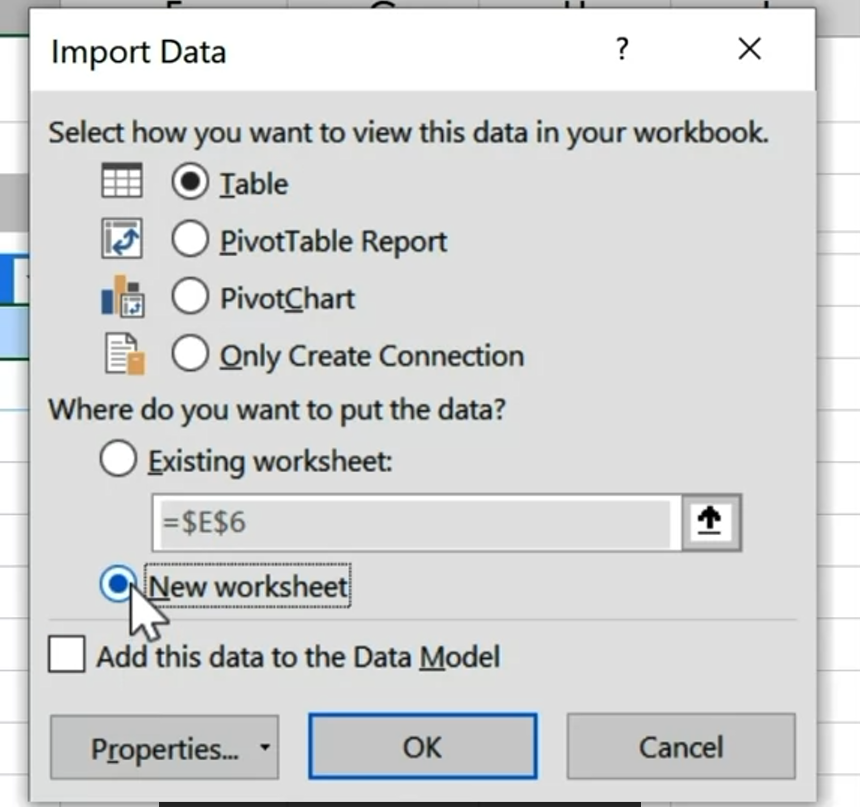 Import Data ? ×
Select how you want to view this data in your workbook.
Table
PivotTable Report
PivotChart
Only Create Connection
Where do you want to put the data?
Existing worksheet:
=$E$6
New worksheet
Add this data to the Data Model
Properties...
OK
Cancel